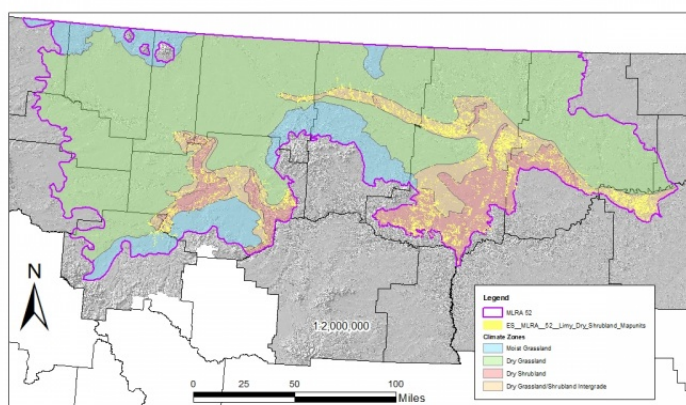 N
1:2,000,000
0
25
50
100
Miles
Legend
MLRA 52
ES__MLRA__52__Limy_Dry_Shrubland_Mapunits
Climate Zones
Moist Grassland
Dry Grassland
Dry Shrubland
Dry Grassland/Shrubland Intergrade